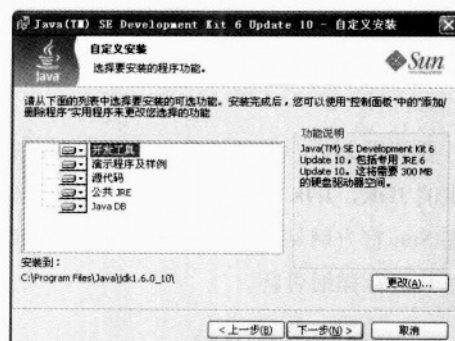 Java(TM) SE Development Kit 6 Update 10 - 自定义安装
Java
自定义安装
选择要安装的程序功能。
Sun
请从下面的列表中选择要安装的可选功能。安装完成后，您可以使用“控制面板”中的“添加/
删除程序”实用程序来更改您选择的功能
开发工具
演示程序及样例
源代码
公共 JRE
Java DB
功能说明
Java(TM) SE Development Kit 6
Update 10，包括专用 JRE 6
Update 10。这将需要 300 MB
的硬盘驱动器空间。
安装到：
C:\Program Files\Java\jdk1.6.0_10\
更改(A)...
<上一步(B)
下一步(N) >
取消